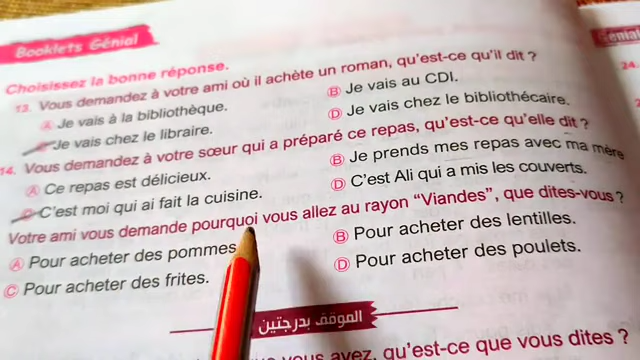 Booklets Génial
Choisissez la bonne réponse.
13. Vous demandez à votre ami où il achète un roman, qu'est-ce qu'il dit ?
A Je vais à la bibliothèque.
B Je vais au CDI.
Je vais chez le libraire.
D Je vais chez le bibliothécaire.
14. Vous demandez à votre sœur qui a préparé ce repas, qu'est-ce qu'elle dit ?
A Ce repas est délicieux.
B Je prends mes repas avec ma mère
C'est moi qui ai fait la cuisine.
D C'est Ali qui a mis les couverts.
Votre ami vous demande pourquoi vous allez au rayon "Viandes", que dites-vous ?
A Pour acheter des pommes
B Pour acheter des lentilles.
C Pour acheter des frites.
D Pour acheter des poulets.
الموقف بدرجتين
vous avez, qu'est-ce que vous dites ?
Génial
24.